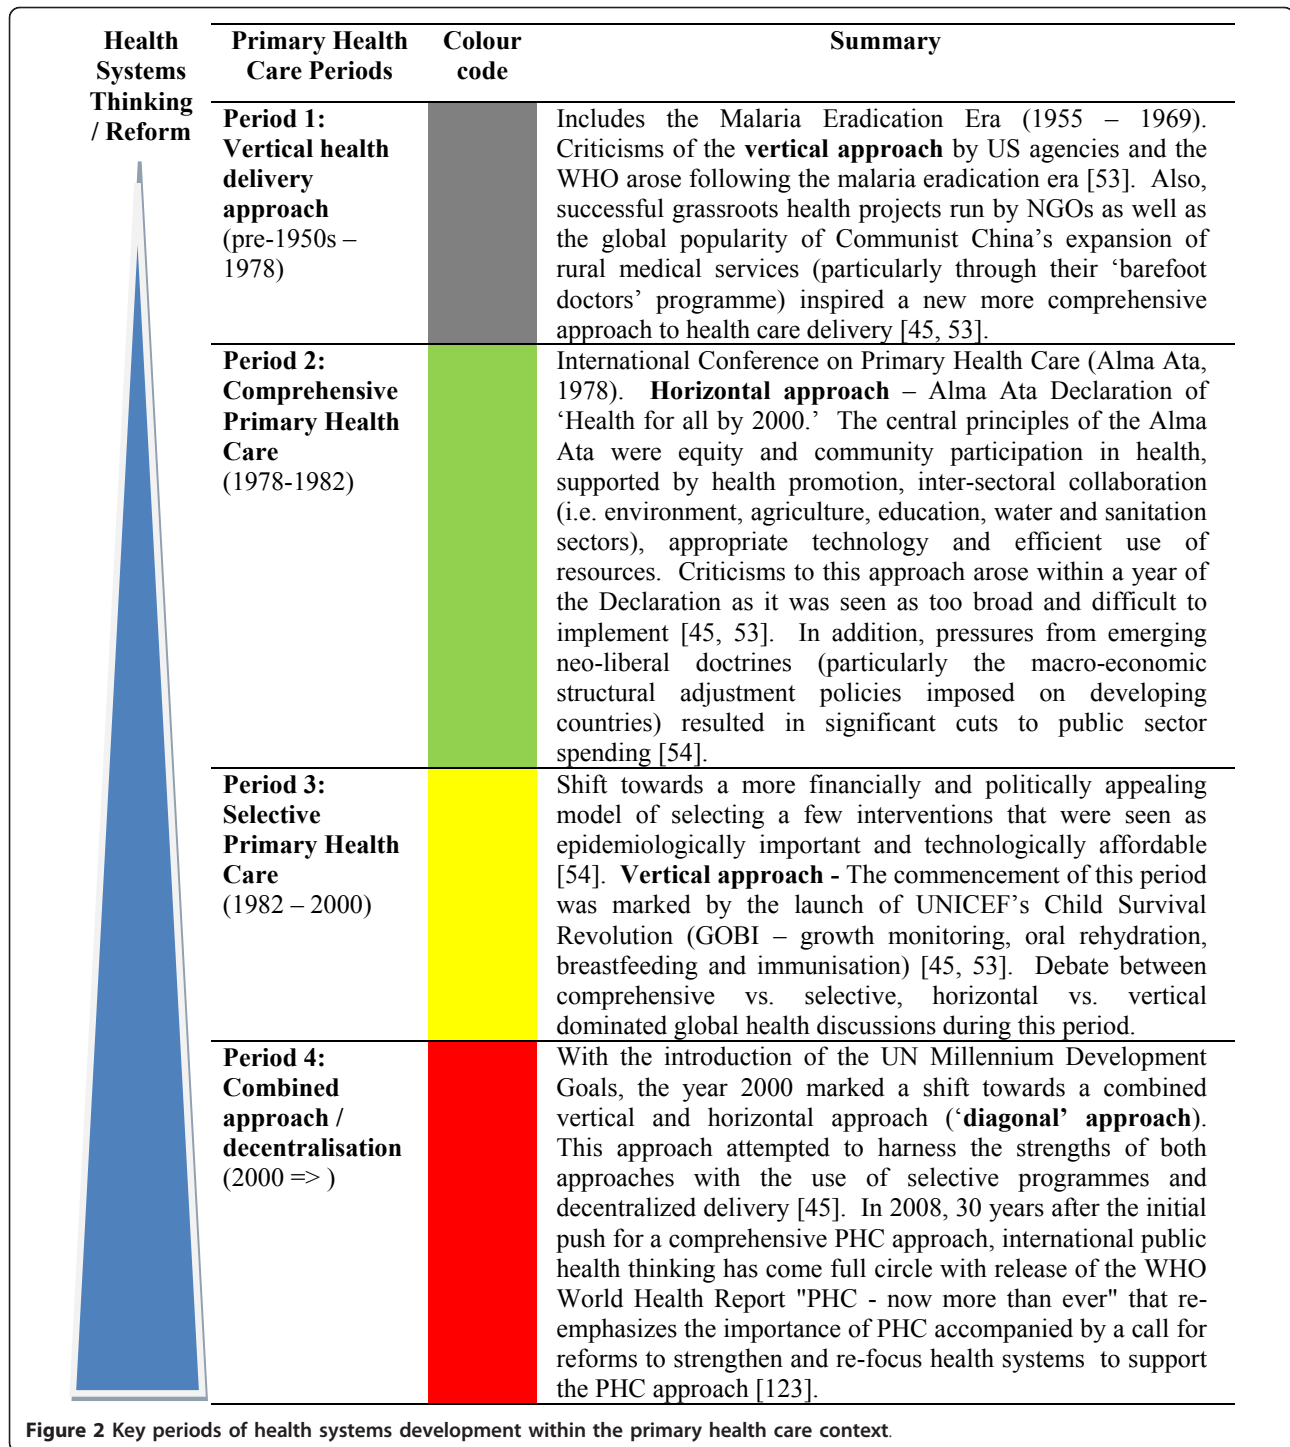 Health
Systems
Thinking
/ Reform
Primary Health
Care Periods
Colour
code
Summary
Period 1:
Vertical health
delivery
approach
(pre-1950s –
1978)
Includes the Malaria Eradication Era (1955 – 1969).
Criticisms of the vertical approach by US agencies and the
WHO arose following the malaria eradication era [53]. Also,
successful grassroots health projects run by NGOs as well as
the global popularity of Communist China's expansion of
rural medical services (particularly through their 'barefoot
doctors' programme) inspired a new more comprehensive
approach to health care delivery [45, 53].
Period 2:
Comprehensive
Primary Health
Care
(1978-1982)
International Conference on Primary Health Care (Alma Ata,
1978). Horizontal approach – Alma Ata Declaration of
'Health for all by 2000.' The central principles of the Alma
Ata were equity and community participation in health,
supported by health promotion, inter-sectoral collaboration
(i.e. environment, agriculture, education, water and sanitation
sectors), appropriate technology and efficient use of
resources. Criticisms to this approach arose within a year of
the Declaration as it was seen as too broad and difficult to
implement [45, 53]. In addition, pressures from emerging
neo-liberal doctrines (particularly the macro-economic
structural adjustment policies imposed on developing
countries) resulted in significant cuts to public sector
spending [54].
Period 3:
Selective
Primary Health
Care
(1982 – 2000)
Shift towards a more financially and politically appealing
model of selecting a few interventions that were seen as
epidemiologically important and technologically affordable
[54]. Vertical approach - The commencement of this period
was marked by the launch of UNICEF's Child Survival
Revolution (GOBI – growth monitoring, oral rehydration,
breastfeeding and immunisation) [45, 53]. Debate between
comprehensive vs. selective, horizontal vs. vertical
dominated global health discussions during this period.
Period 4:
Combined
approach /
decentralisation
(2000 => )
With the introduction of the UN Millennium Development
Goals, the year 2000 marked a shift towards a combined
vertical and horizontal approach ('diagonal' approach).
This approach attempted to harness the strengths of both
approaches with the use of selective programmes and
decentralized delivery [45]. In 2008, 30 years after the initial
push for a comprehensive PHC approach, international public
health thinking has come full circle with release of the WHO
World Health Report "PHC - now more than ever" that re-
emphasizes the importance of PHC accompanied by a call for
reforms to strengthen and re-focus health systems to support
the PHC approach [123].
Figure 2 Key periods of health systems development within the primary health care context.